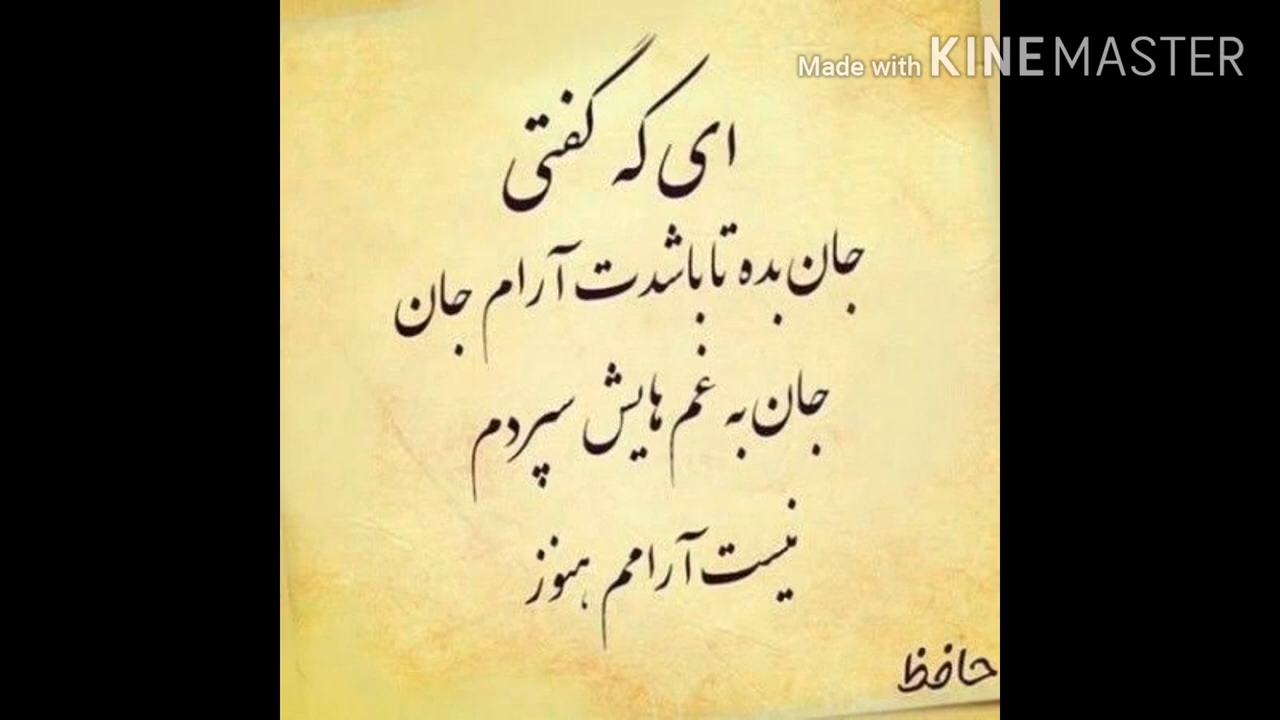 Made with KINEMASTER
ای که گفتی
جان بده تا باشدت آرام جان
جان به غم هایش سپردم
نیست آرامم هنوز
حافظ